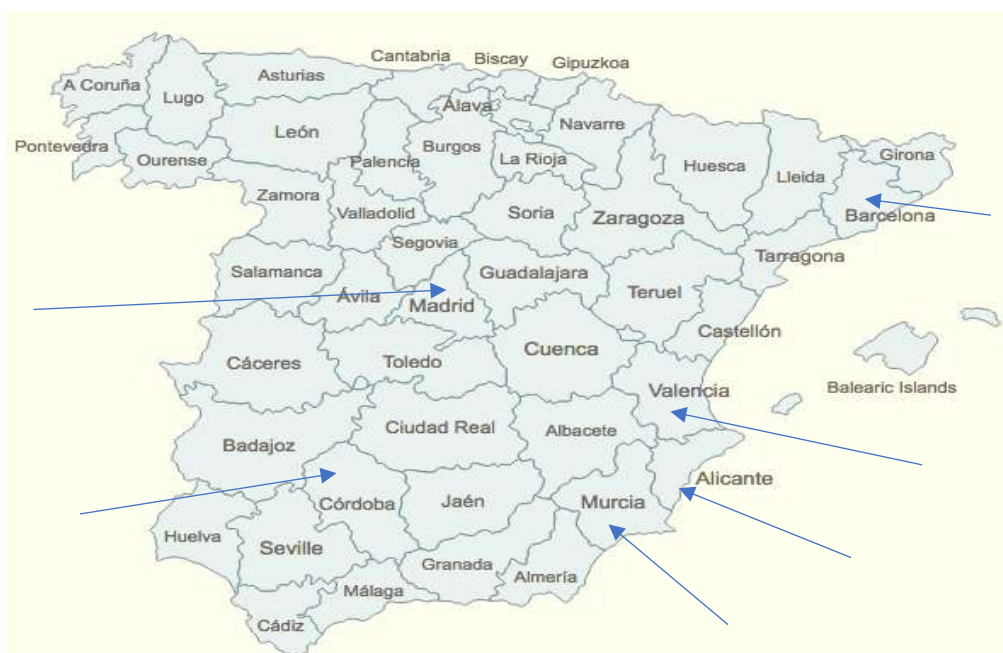 Cantabria
Biscay
Gipuzkoa
A Coruña
Lugo
Asturias
Álava
Navarre
León
Pontevedra
Ourense
Palencia
Burgos
La Rioja
Huesca
Lleida
Girona
Zamora
Valladolid
Soria
Zaragoza
Barcelona
Segovia
Salamanca
Ávila
Madrid
Guadalajara
Teruel
Tarragona
Castellón
Cáceres
Toledo
Cuenca
Valencia
Balearic Islands
Badajoz
Ciudad Real
Albacete
Alicante
Córdoba
Jaén
Murcia
Huelva
Seville
Granada
Almería
Málaga
Cádiz